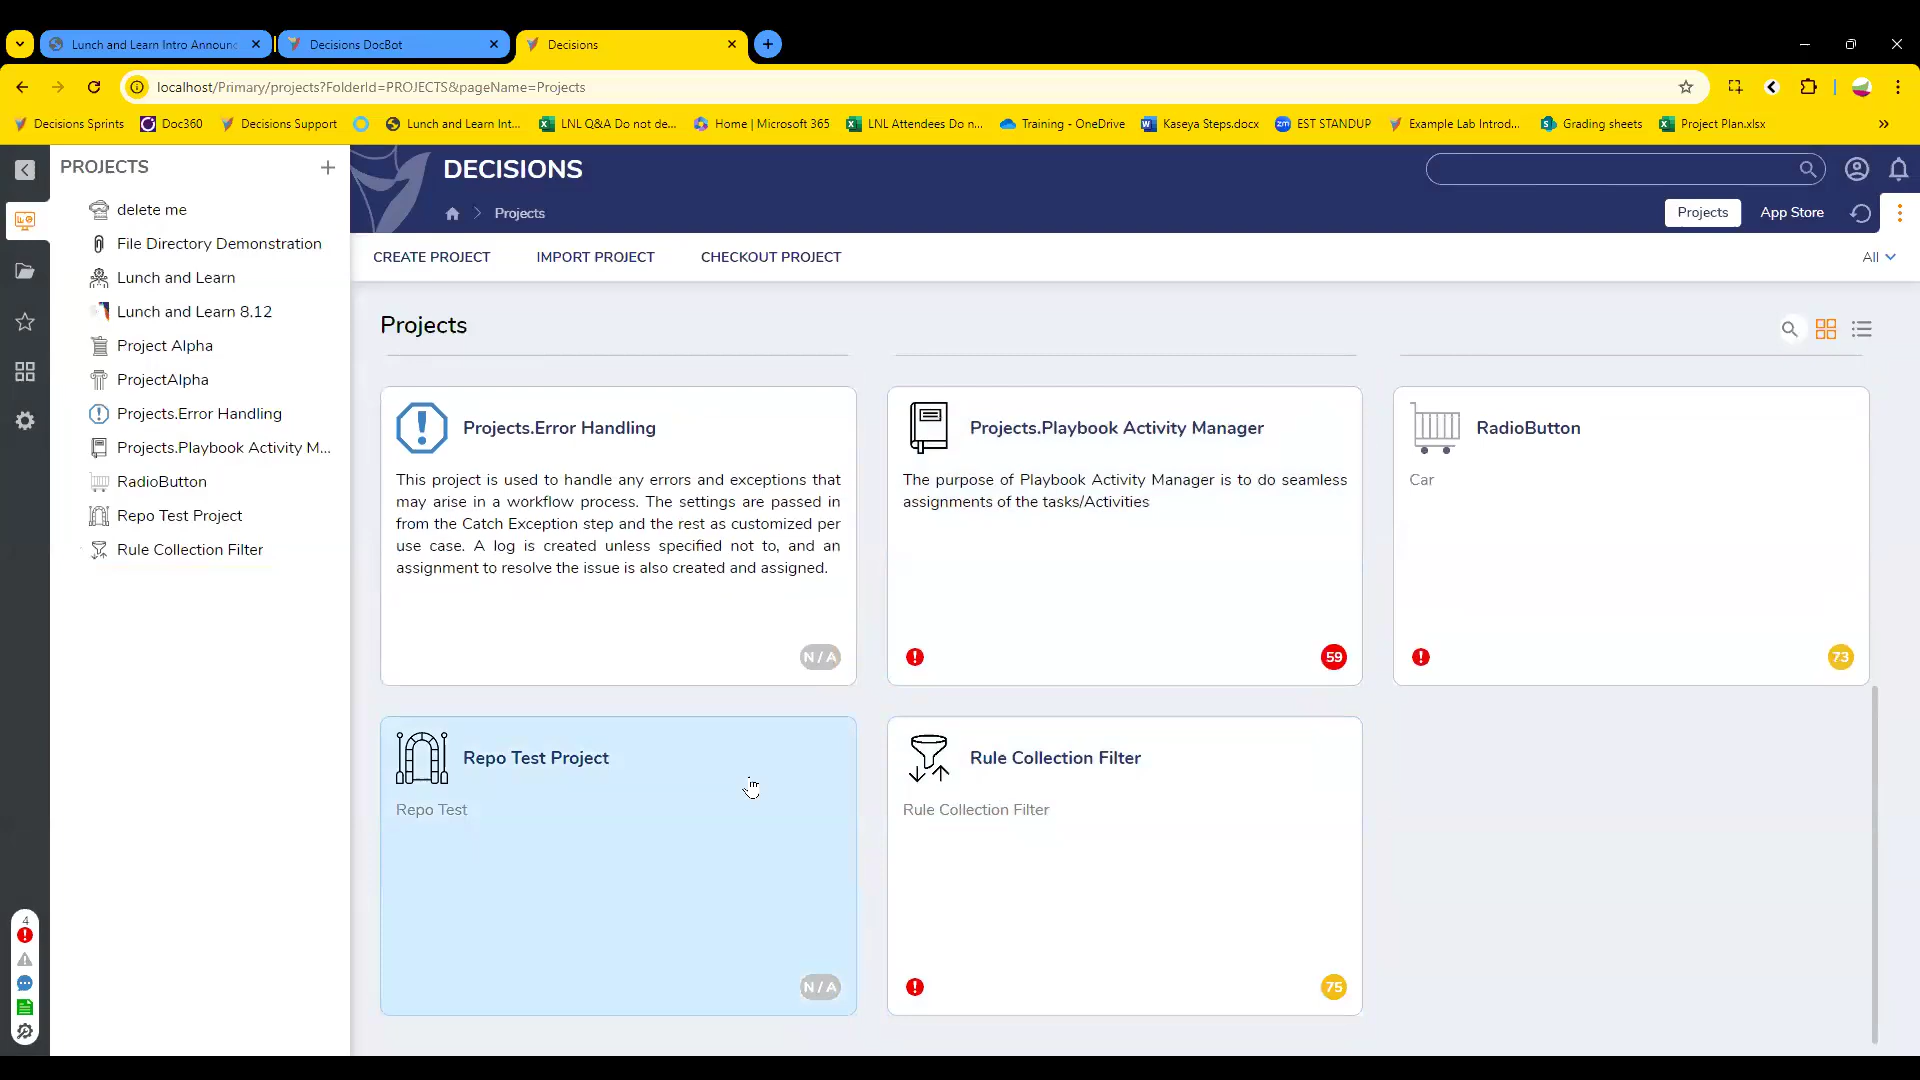 Lunch and Learn Intro Announc
Decisions DocBot
Decisions
localhost/Primary/projects?FolderId=PROJECTS&pageName=Projects
Decisions Sprints
Doc360
Decisions Support
Lunch and Learn Int...
LNL Q&A Do not de...
Home | Microsoft 365
LNL Attendees Do n...
Training - OneDrive
Kaseya Steps.docx
EST STANDUP
Example Lab Introd...
Grading sheets
Project Plan.xlsx
PROJECTS
delete me
File Directory Demonstration
Lunch and Learn
Lunch and Learn 8.12
Project Alpha
ProjectAlpha
Projects.Error Handling
Projects.Playbook Activity M...
RadioButton
Repo Test Project
Rule Collection Filter
4
DECISIONS
Projects
Projects
App Store
CREATE PROJECT
IMPORT PROJECT
CHECKOUT PROJECT
All
Projects
Projects.Error Handling
This project is used to handle any errors and exceptions that
may arise in a workflow process. The settings are passed in
from the Catch Exception step and the rest as customized per
use case. A log is created unless specified not to, and an
assignment to resolve the issue is also created and assigned.
N/A
Projects.Playbook Activity Manager
The purpose of Playbook Activity Manager is to do seamless
assignments of the tasks/Activities
59
RadioButton
Car
73
Repo Test Project
Repo Test
N/A
Rule Collection Filter
Rule Collection Filter
75